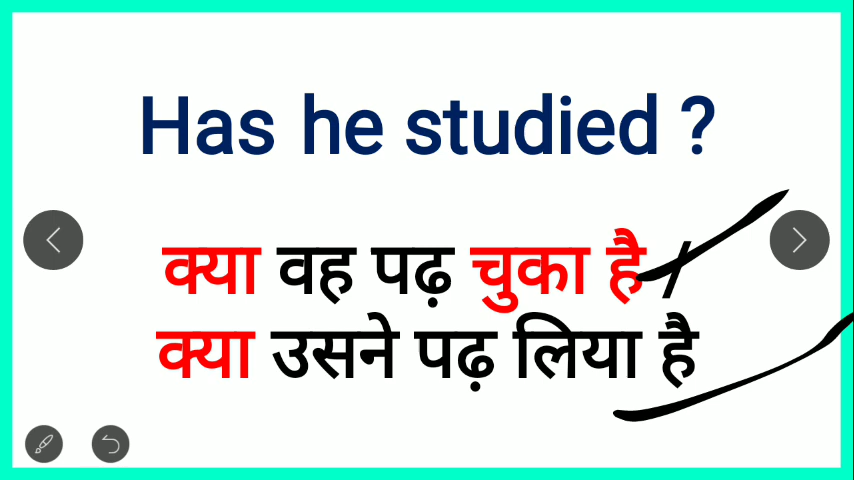 Has he studied ?
क्या वह पढ़ चुका है /
क्या उसने पढ़ लिया है